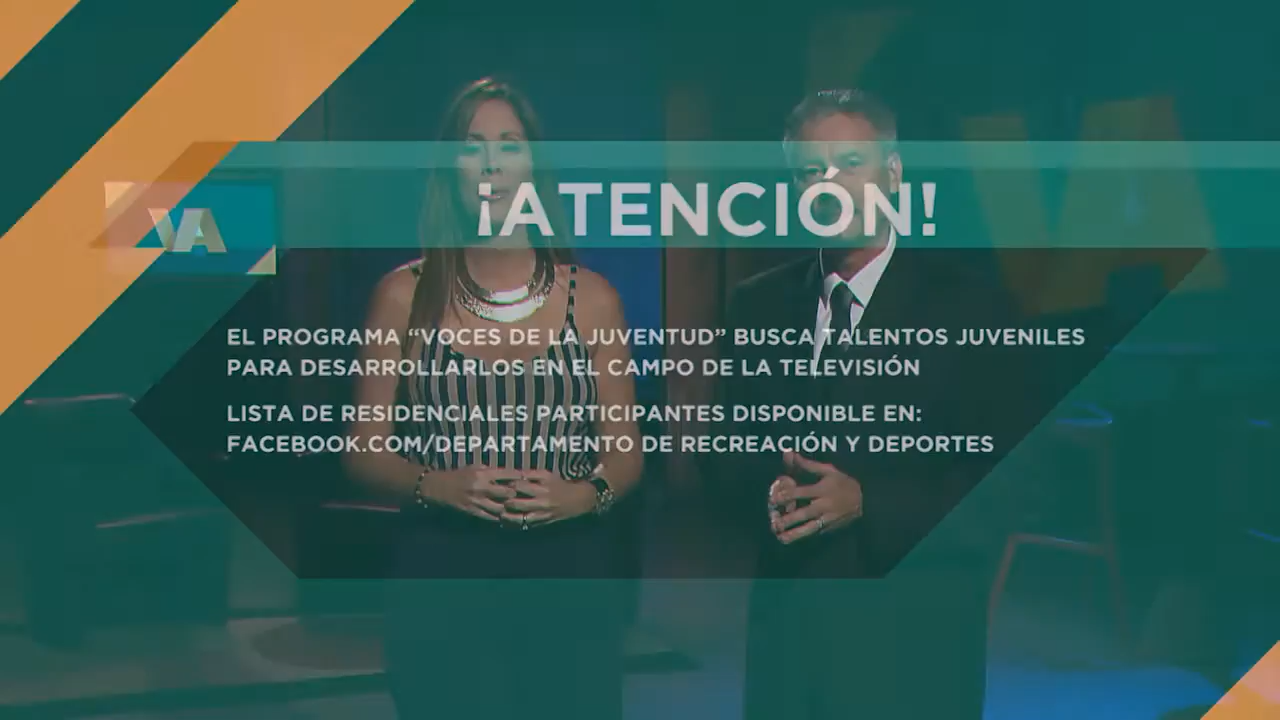 ¡ATENCIÓN!
VA
EL PROGRAMA “VOCES DE LA JUVENTUD” BUSCA TALENTOS JUVENILES
PARA DESARROLLARLOS EN EL CAMPO DE LA TELEVISIÓN
LISTA DE RESIDENCIALES PARTICIPANTES DISPONIBLE EN:
FACEBOOK.COM/DEPARTAMENTO DE RECREACIÓN Y DEPORTES